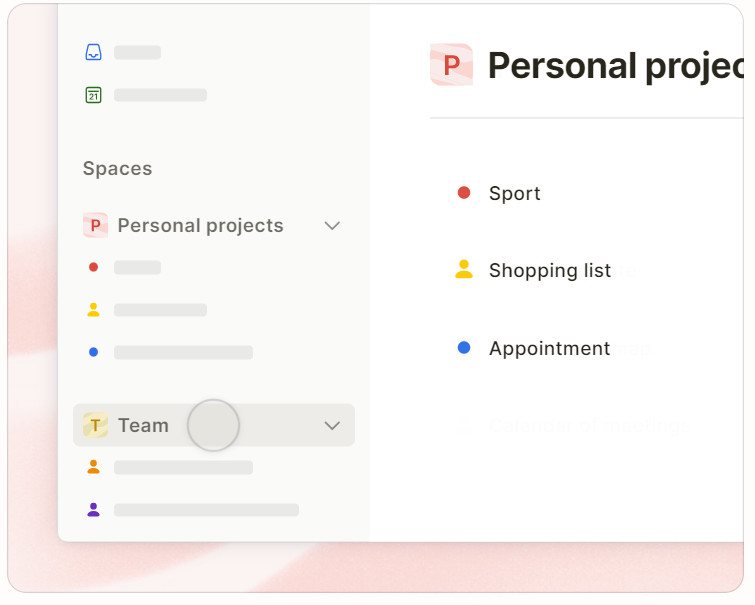 21
Spaces
P Personal projects
T Team
P Personal projec
Sport
Shopping list
Appointment
Calendar of meetings